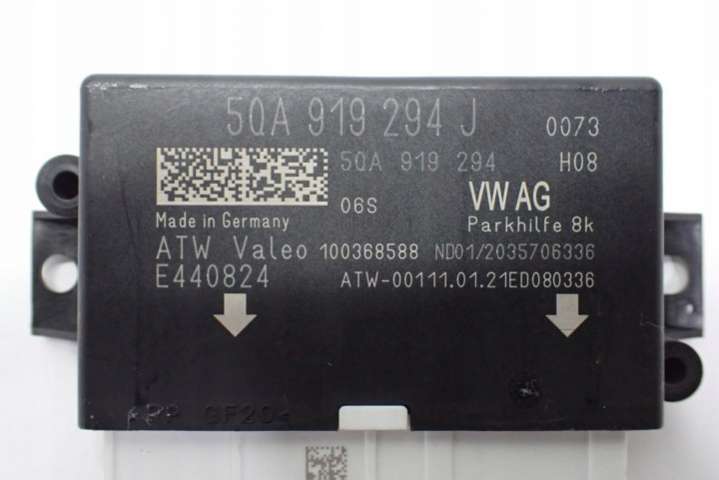 5QA 919 294 J 0073
5QA 919 294 H08
06S VW AG
Made in Germany Parkhilfe 8k
ATW Valeo 100368588 ND01/2035706336
E440824 ATW-00111.01.21ED080336
GF20